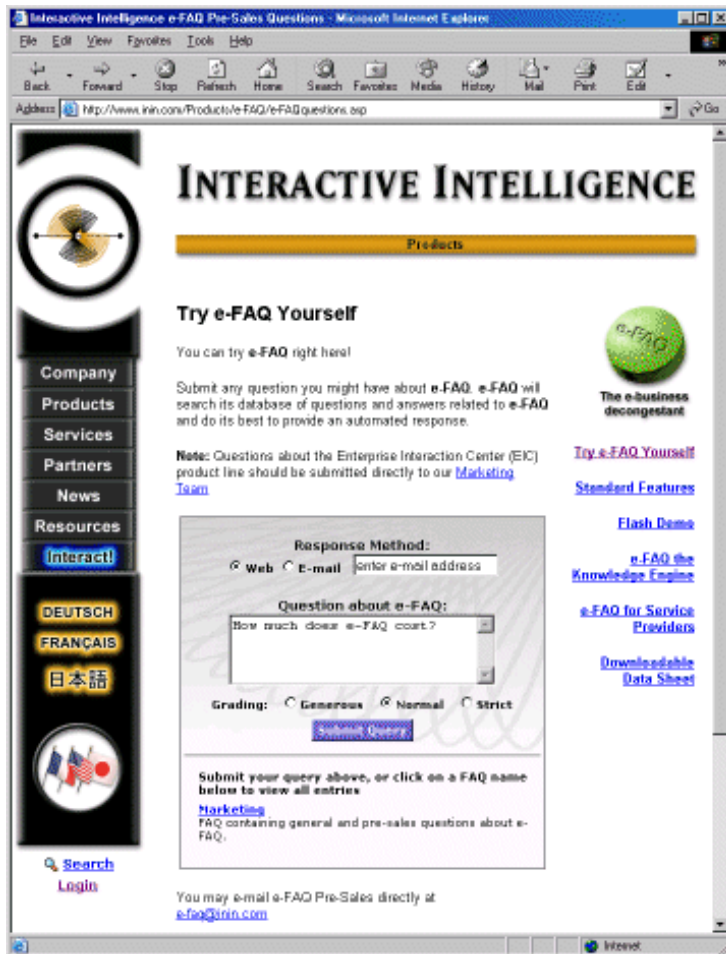 Interactive Intelligence e-FAQ Pre-Sales Questions - Microsoft Internet Explorer
File Edit View Favorites Tools Help
Back Forward Stop Refresh Home Search Favorites Media History Mail Print Edit
Address http://www.inin.com/Products/e-FAQ/e-FAQquestions.asp Go
INTERACTIVE INTELLIGENCE
Products
Company
Products
Services
Partners
News
Resources
Interact!
DEUTSCH
FRANÇAIS
日本語
Search
Login
Try e-FAQ Yourself
You can try e-FAQ right here!
Submit any question you might have about e-FAQ. e-FAQ will
search its database of questions and answers related to e-FAQ
and do its best to provide an automated response.
Note: Questions about the Enterprise Interaction Center (EIC)
product line should be submitted directly to our Marketing
Team
Response Method:
Web E-mail enter e-mail address
Question about e-FAQ:
How much does e-FAQ cost?
Grading: Generous Normal Strict
Submit Query
Submit your query above, or click on a FAQ name
below to view all entries
Marketing
FAQ containing general and pre-sales questions about e-
FAQ.
You may e-mail e-FAQ Pre-Sales directly at
e-faq@inin.com
e-FAQ
The e-business
decongestant
Try e-FAQ Yourself
Standard Features
Flash Demo
e-FAQ the
Knowledge Engine
e-FAQ for Service
Providers
Downloadable
Data Sheet
Internet